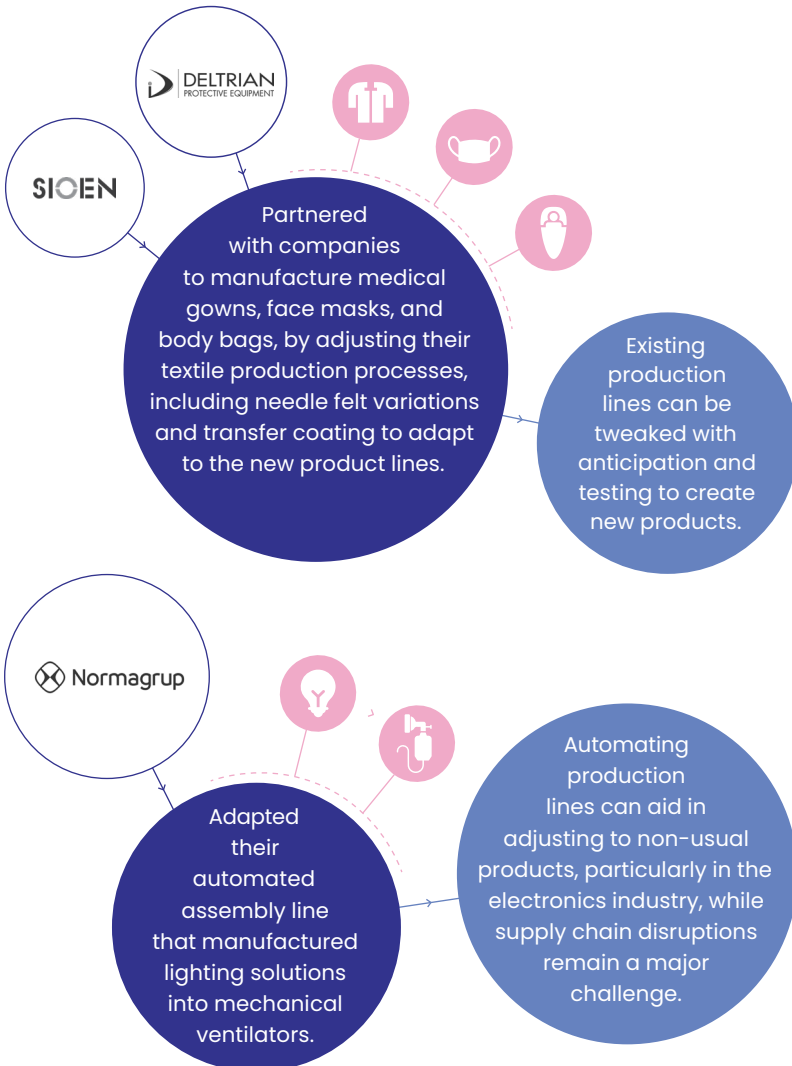 DELTRIAN
PROTECTIVE EQUIPMENT
SIOEN
Partnered
with companies
to manufacture medical
gowns, face masks, and
body bags, by adjusting their
textile production processes,
including needle felt variations
and transfer coating to adapt
to the new product lines.
Existing
production
lines can be
tweaked with
anticipation and
testing to create
new products.
Normagrup
Adapted
their
automated
assembly line
that manufactured
lighting solutions
into mechanical
ventilators.
Automating
production
lines can aid in
adjusting to non-usual
products, particularly in the
electronics industry, while
supply chain disruptions
remain a major
challenge.